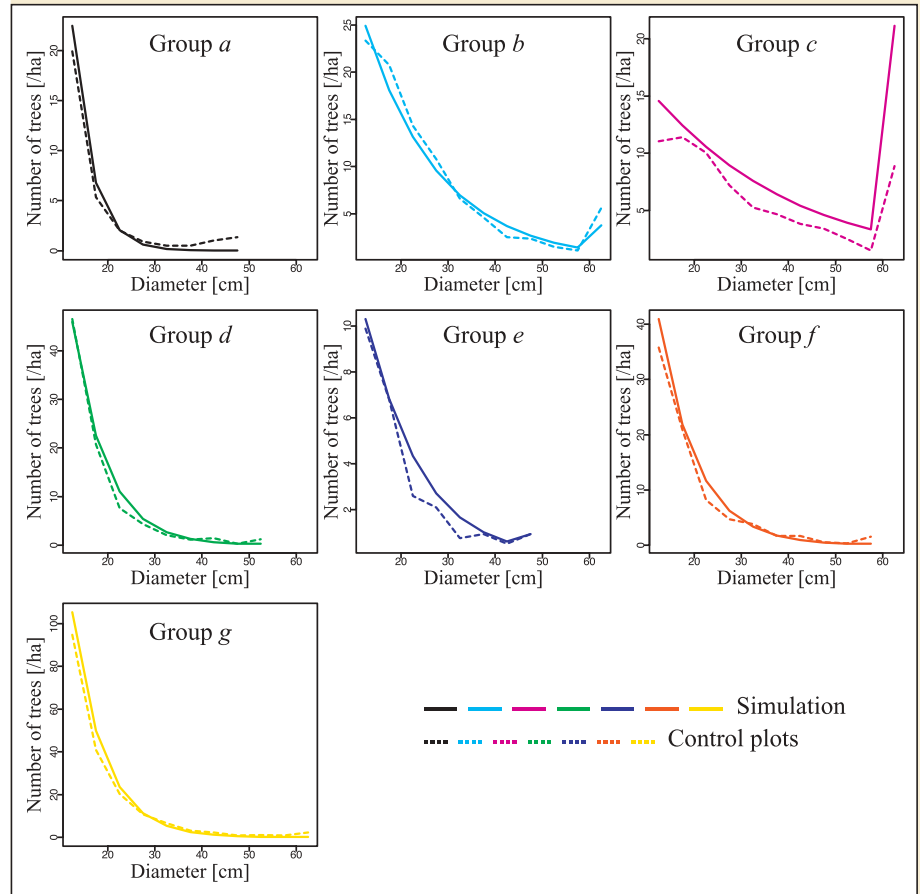 Group a
Number of trees [/ha]
0
5
15
20
20
30
40
50
60
Diameter [cm]
Group b
Number of trees [/ha]
5
10
15
20
25
20
30
40
50
60
Diameter [cm]
Group c
Number of trees [/ha]
5
10
15
20
20
30
40
50
60
Diameter [cm]
Group d
Number of trees [/ha]
0
10
20
40
20
30
40
50
60
Diameter [cm]
Group e
Number of trees [/ha]
2
4
6
8
10
20
30
40
50
60
Diameter [cm]
Group f
Number of trees [/ha]
0
10
20
30
40
20
30
40
50
60
Diameter [cm]
Group g
Number of trees [/ha]
0
20
40
60
80
100
20
30
40
50
60
Diameter [cm]
Simulation
Control plots